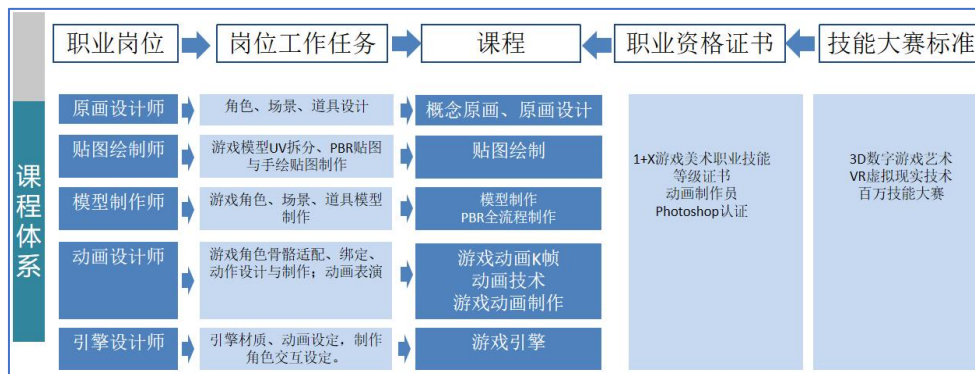 职业岗位
岗位工作任务
课程
职业资格证书
技能大赛标准
课程体系
原画设计师
角色、场景、道具设计
概念原画、原画设计
贴图绘制师
游戏模型UV拆分、PBR贴图
与手绘贴图制作
贴图绘制
模型制作师
游戏角色、场景、道具模型
制作
模型制作
PBR全流程制作
动画设计师
游戏角色骨骼适配、绑定、
动作设计与制作；动画表演
游戏动画K帧
动画技术
游戏动画制作
引擎设计师
引擎材质、动画设定，制作
角色交互设定。
游戏引擎
1+X游戏美术职业技能
等级证书
动画制作员
Photoshop认证
3D数字游戏艺术
VR虚拟现实技术
百万技能大赛